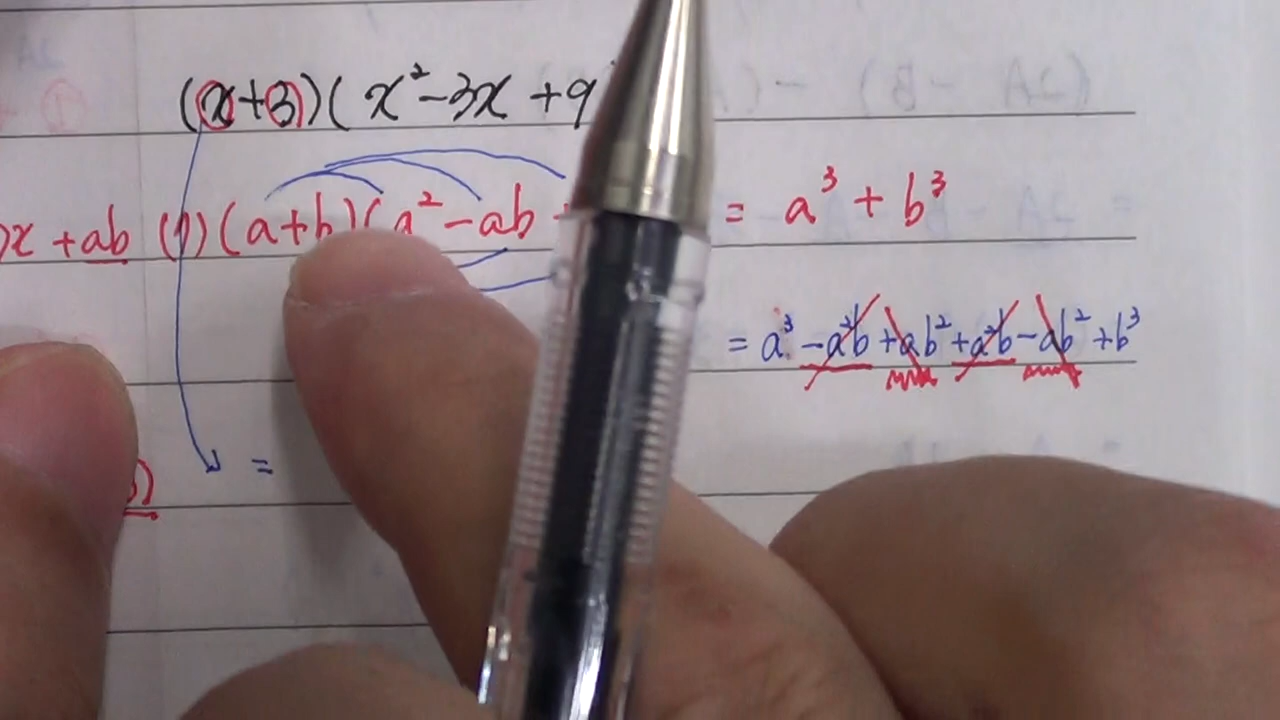 (x+3)(x²-3x+9
)x+ab (1)(a+b)(a²-ab = a³+b³
= a³-a²b+ab²+a²b-ab²+b³
=